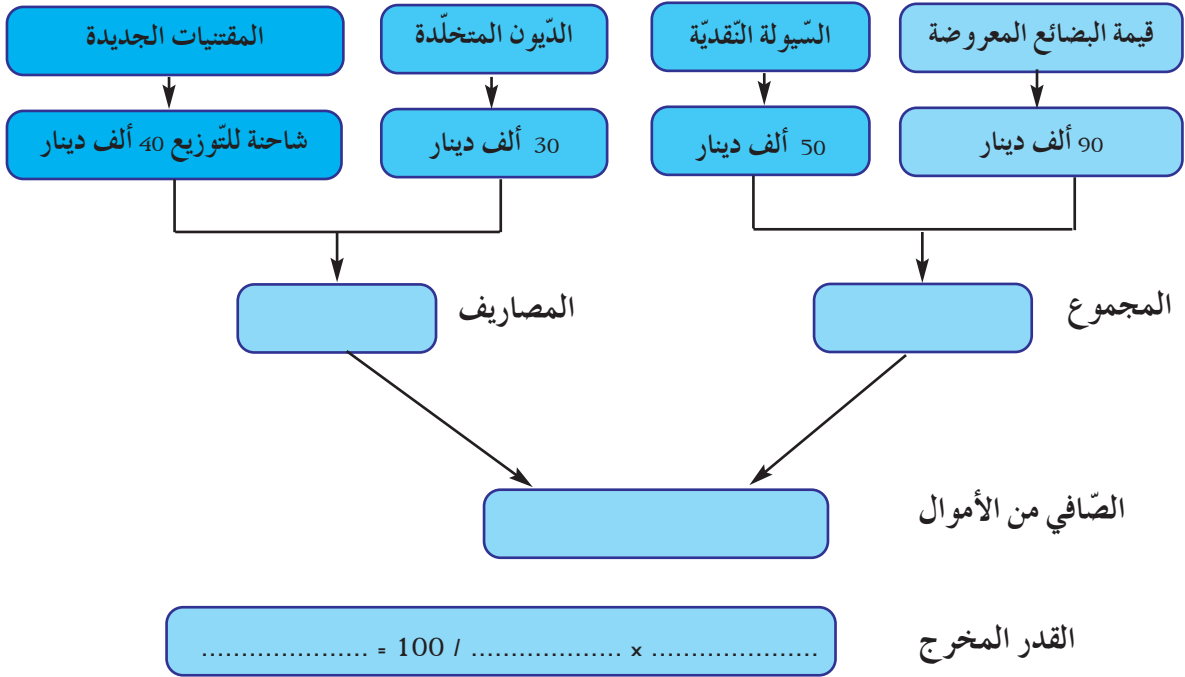 قيمة البضائع المعروضة
السّيولة النّقديّة
الدّيون المتخلّدة
المقتنيات الجديدة
90 ألف دينار
50 ألف دينار
30 ألف دينار
شاحنة للتّوزيع 40 ألف دينار
المجموع
المصاريف
الصّافي من الأموال
القدر المخرج
..................... x ................... / 100 = .....................